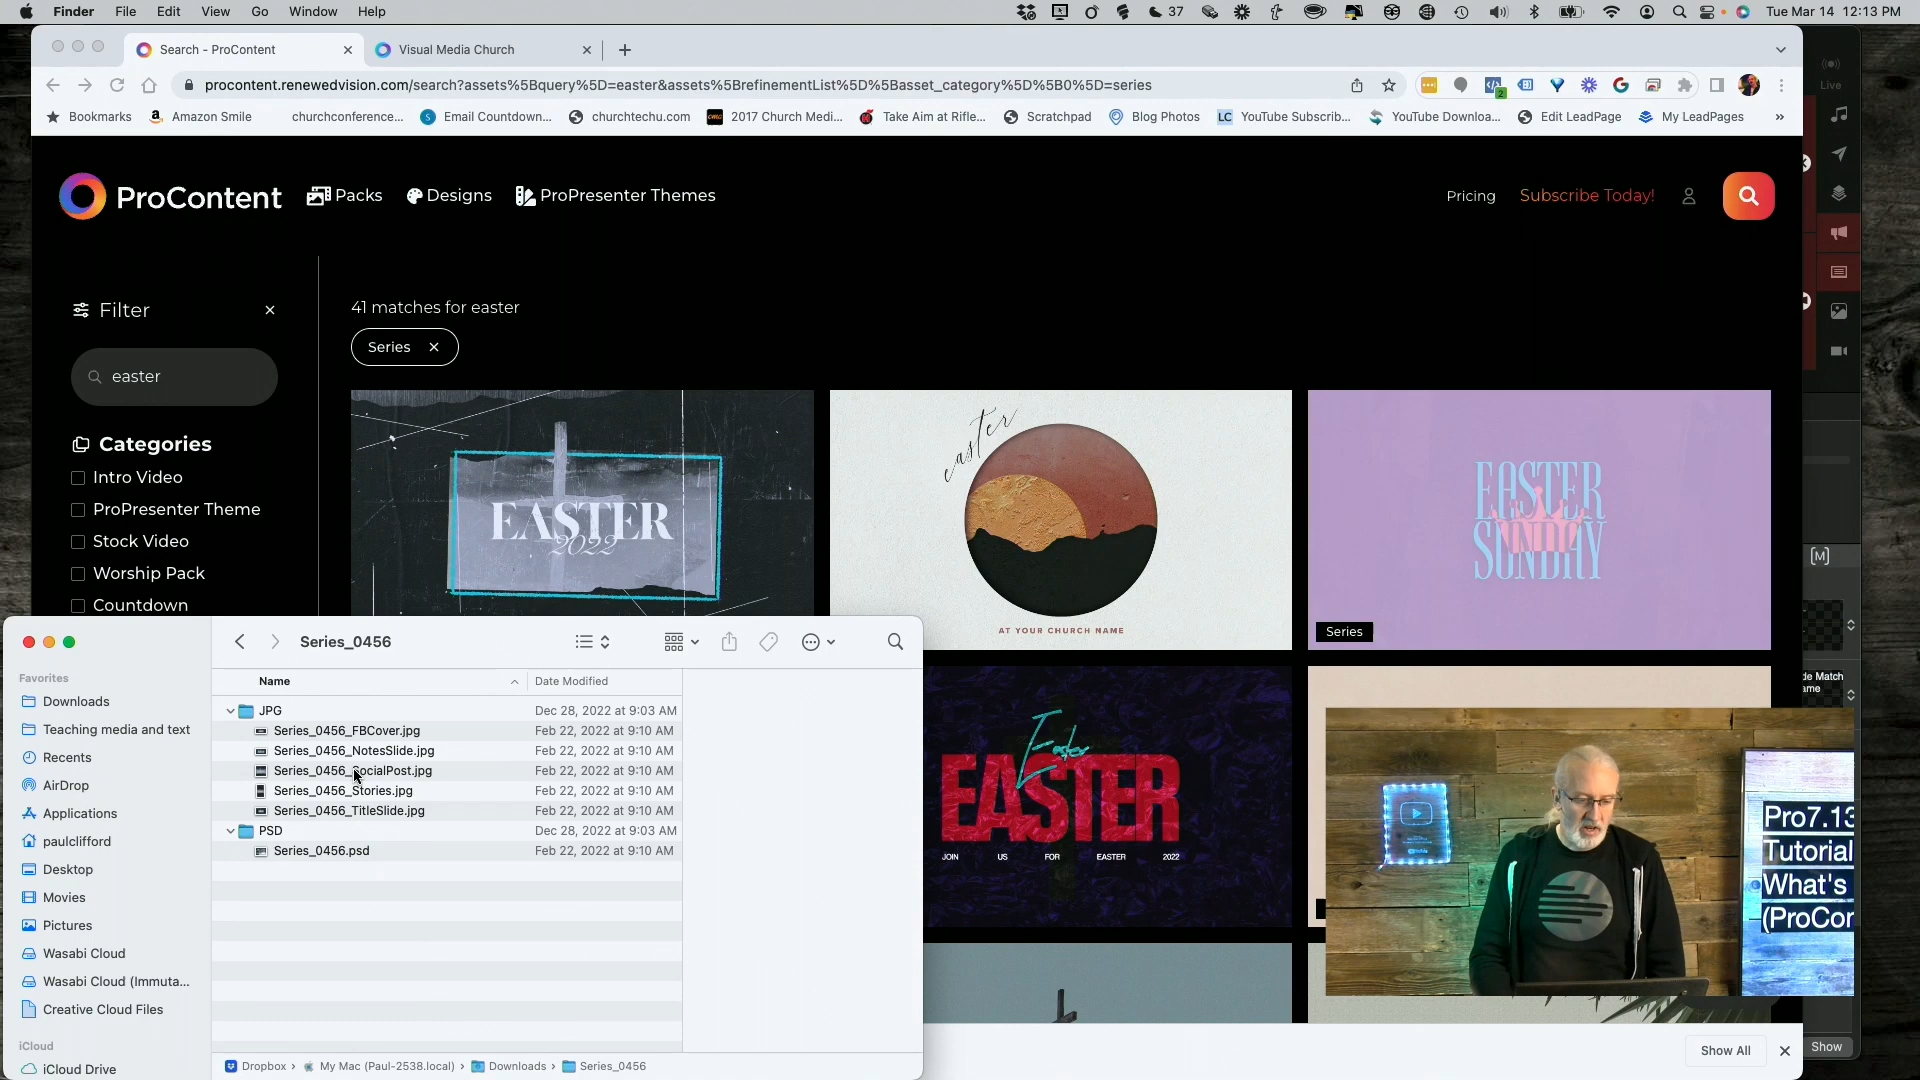 Finder File Edit View Go Window Help
37
Tue Mar 14 12:13 PM
Search - ProContent
Visual Media Church
procontent.renewedvision.com/search?assets%5Bquery%5D=easter&assets%5BrefinementList%5D%5Basset_category%5D%5B0%5D=series
2
Live
Bookmarks
Amazon Smile
churchconference...
Email Countdown...
churchtechu.com
2017 Church Medi...
Take Aim at Rifle...
Scratchpad
Blog Photos
LC YouTube Subscrib...
YouTube Downloa...
Edit LeadPage
My LeadPages
»
ProContent
Packs
Designs
ProPresenter Themes
Pricing
Subscribe Today!
Filter
41 matches for easter
Series
easter
Categories
Intro Video
ProPresenter Theme
Stock Video
Worship Pack
Countdown
EASTER
2022
easter
AT YOUR CHURCH NAME
EASTER
SUNDAY
Series
[M]
Easter
EASTER
JOIN US FOR EASTER 2022
de Match
ame
Series_0456
Name
Date Modified
JPG Dec 28, 2022 at 9:03 AM
Series_0456_FBCover.jpg Feb 22, 2022 at 9:10 AM
Series_0456_NotesSlide.jpg Feb 22, 2022 at 9:10 AM
Series_0456_SocialPost.jpg Feb 22, 2022 at 9:10 AM
Series_0456_Stories.jpg Feb 22, 2022 at 9:10 AM
Series_0456_TitleSlide.jpg Feb 22, 2022 at 9:10 AM
PSD Dec 28, 2022 at 9:03 AM
Series_0456.psd Feb 22, 2022 at 9:10 AM
Favorites
Downloads
Teaching media and text
Recents
AirDrop
Applications
paulclifford
Desktop
Movies
Pictures
Wasabi Cloud
Wasabi Cloud (Immuta...
Creative Cloud Files
iCloud
iCloud Drive
Dropbox › My Mac (Paul-2538.local) › Downloads › Series_0456
Pro7.13
Tutorial
What's
(ProCor
Show All
Show